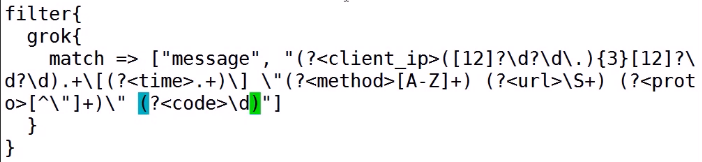 filter{
  grok{
    match => ["message", "(?<client_ip>([12]?\d?\d\.){3}[12]?\
d?\d).+\[(?<time>.+)\] \"(?<method>[A-Z]+) (?<url>\S+) (?<prot
o>[^\"]+)\" (?<code>\d)"]
  }
}